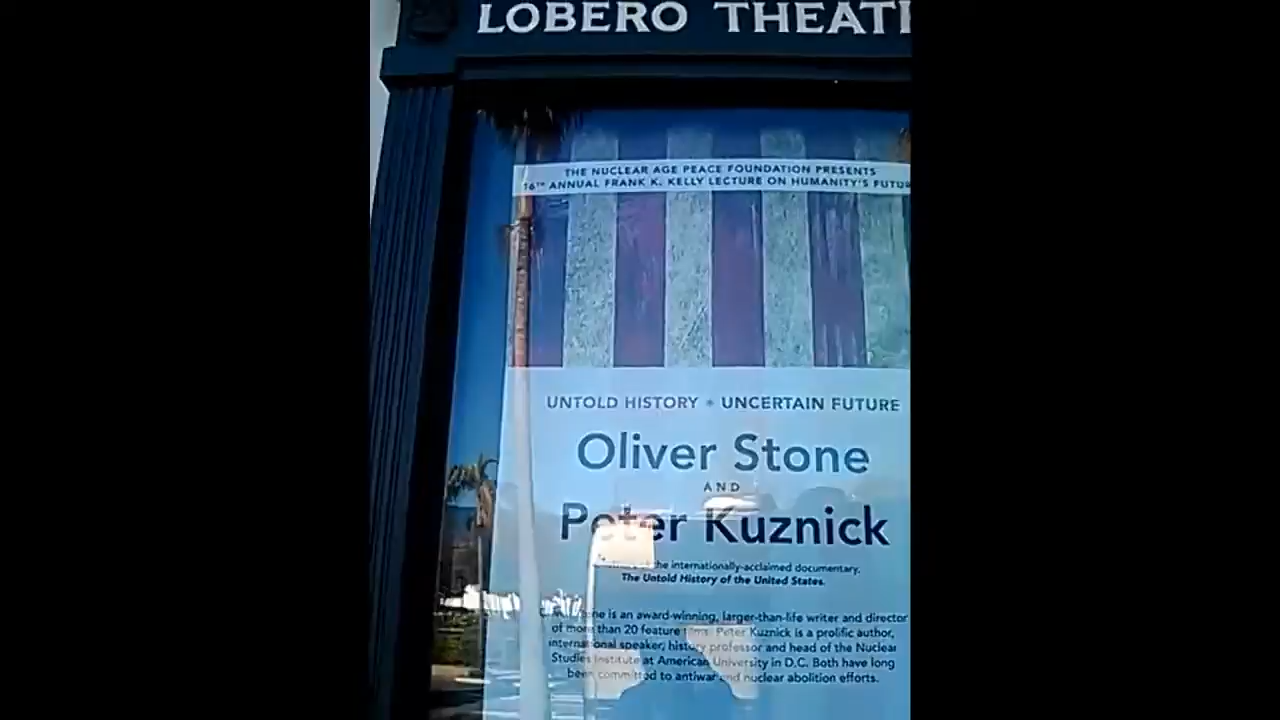 LOBERO THEAT
THE NUCLEAR AGE PEACE FOUNDATION PRESENTS
16TH ANNUAL FRANK K. KELLY LECTURE ON HUMANITY'S FUTUR
UNTOLD HISTORY • UNCERTAIN FUTURE
Oliver Stone
AND
Peter Kuznick
the internationally-acclaimed documentary,
The Untold History of the United States.
is an award-winning, larger-than-life writer and director
of more than 20 feature films. Peter Kuznick is a prolific author,
international speaker, history professor and head of the Nuclear
Studies Institute at American University in D.C. Both have long
been committed to antiwar and nuclear abolition efforts.